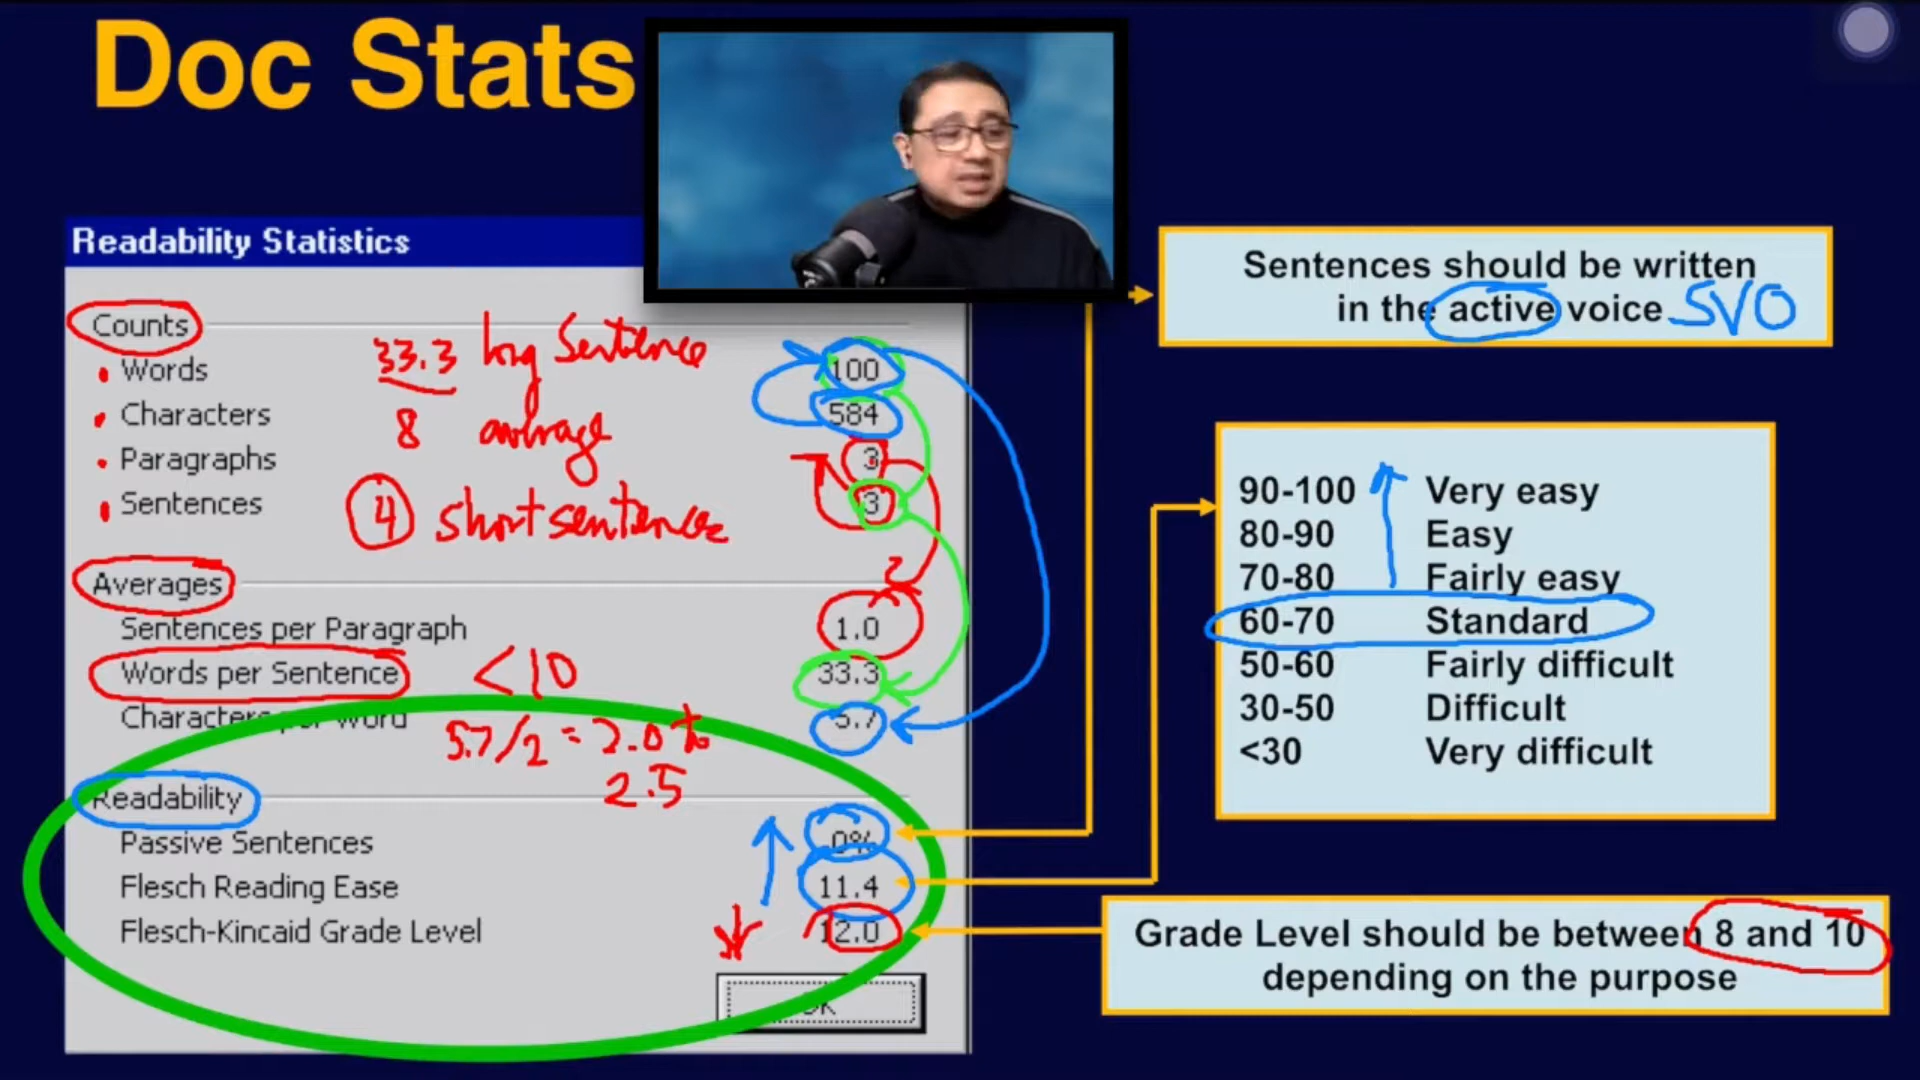 Doc Stats
Readability Statistics
Counts
Words 100
Characters 584
Paragraphs 3
Sentences 3
33.3 long Sentence
8 average
4 short sentences
Averages
2
Sentences per Paragraph 1.0
Words per Sentence < 10 33.3
Characters per Word 5.7
5.7/2 = 2.0 to
2.5
Readability
Passive Sentences 0%
Flesch Reading Ease 11.4
Flesch-Kincaid Grade Level 12.0
OK
Sentences should be written
in the active voice SVO
90-100 Very easy
80-90 Easy
70-80 Fairly easy
60-70 Standard
50-60 Fairly difficult
30-50 Difficult
<30 Very difficult
Grade Level should be between 8 and 10
depending on the purpose